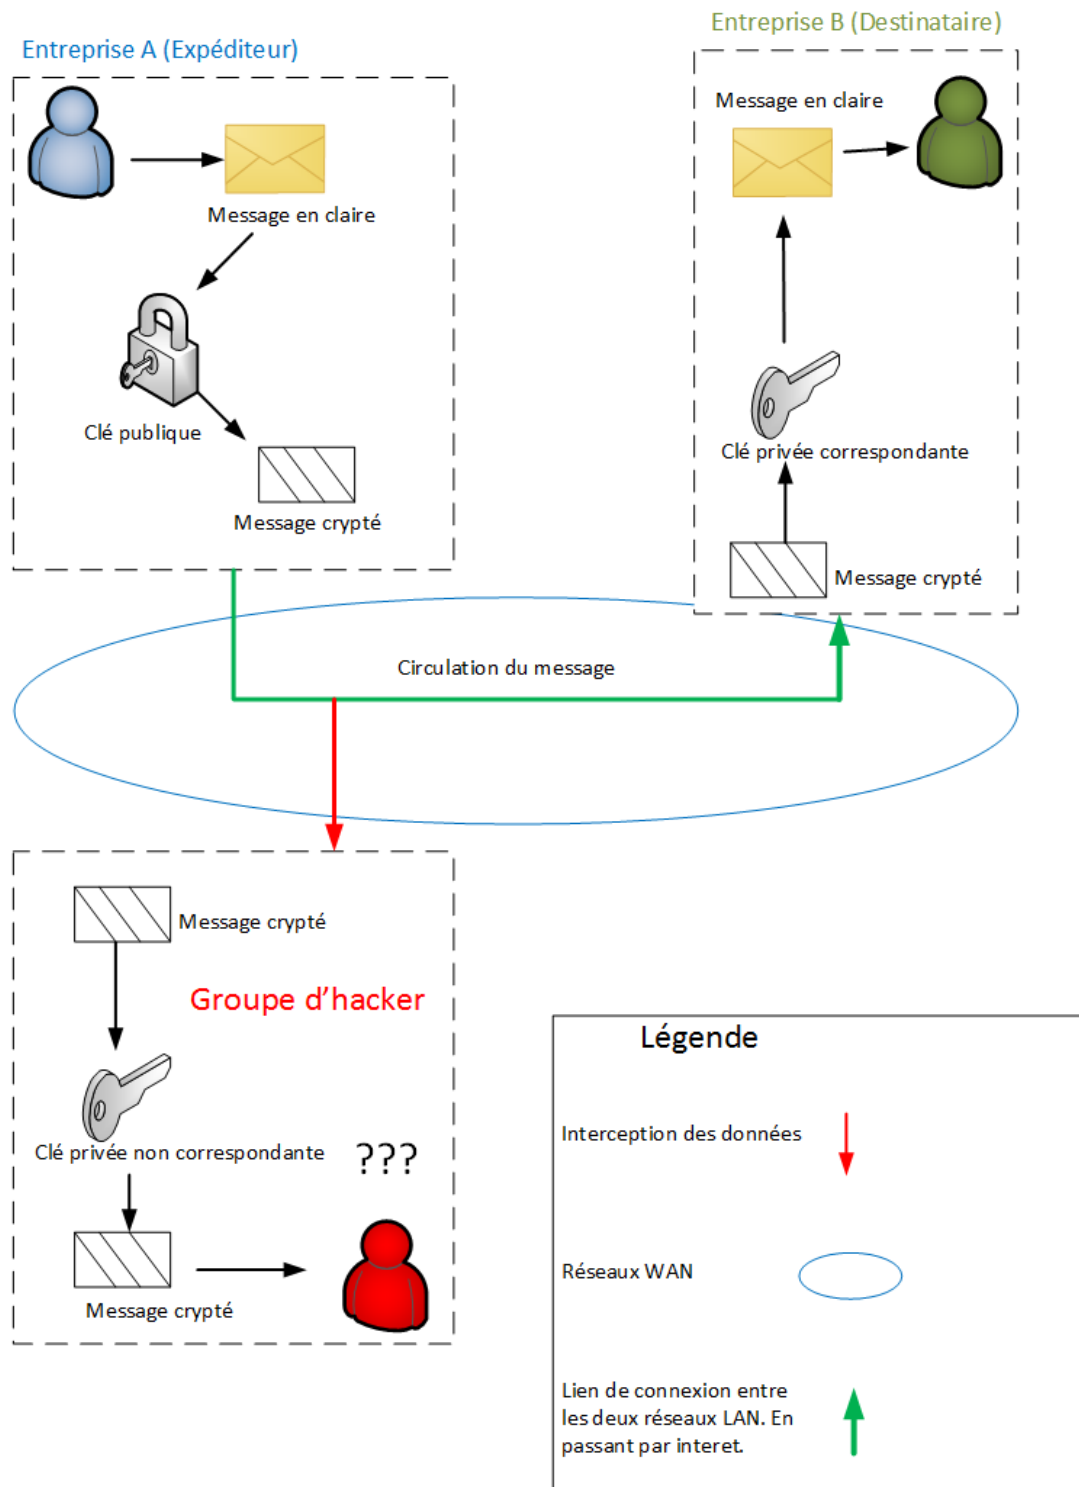 Entreprise A (Expéditeur)
Message en claire
Clé publique
Message crypté
Entreprise B (Destinataire)
Message en claire
Clé privée correspondante
Message crypté
Circulation du message
Message crypté
Groupe d'hacker
Clé privée non correspondante
???
Message crypté
Légende
Interception des données
Réseaux WAN
Lien de connexion entre
les deux réseaux LAN. En
passant par interet.